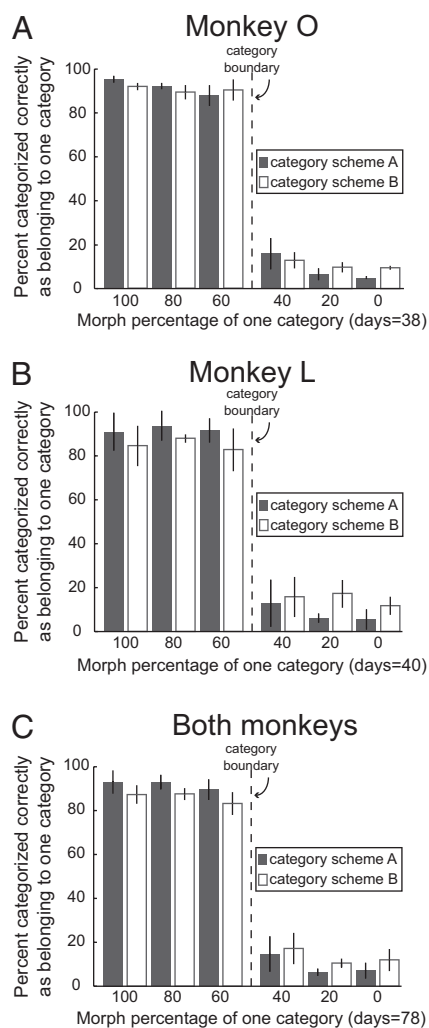 A
Monkey O
category
boundary
Percent categorized correctly
as belonging to one category
100
80
60
40
20
0
category scheme A
category scheme B
100 80 60 40 20 0
Morph percentage of one category (days=38)
B
Monkey L
category
boundary
Percent categorized correctly
as belonging to one category
100
80
60
40
20
0
category scheme A
category scheme B
100 80 60 40 20 0
Morph percentage of one category (days=40)
C
Both monkeys
category
boundary
Percent categorized correctly
as belonging to one category
100
80
60
40
20
0
category scheme A
category scheme B
100 80 60 40 20 0
Morph percentage of one category (days=78)